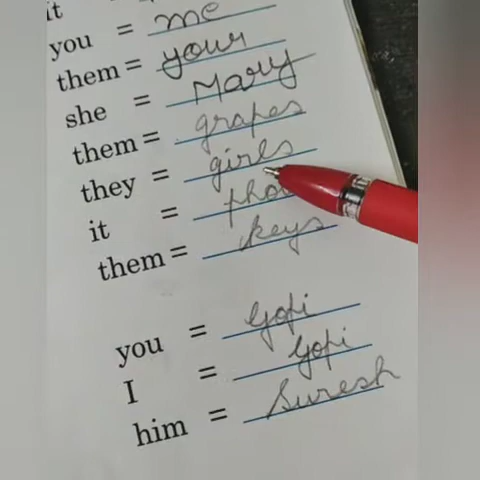 it
you = me
them = your
she = Mary
them = grapes
they = girls
it =
them = keys
you = Gopi
I = Gopi
him = Suresh